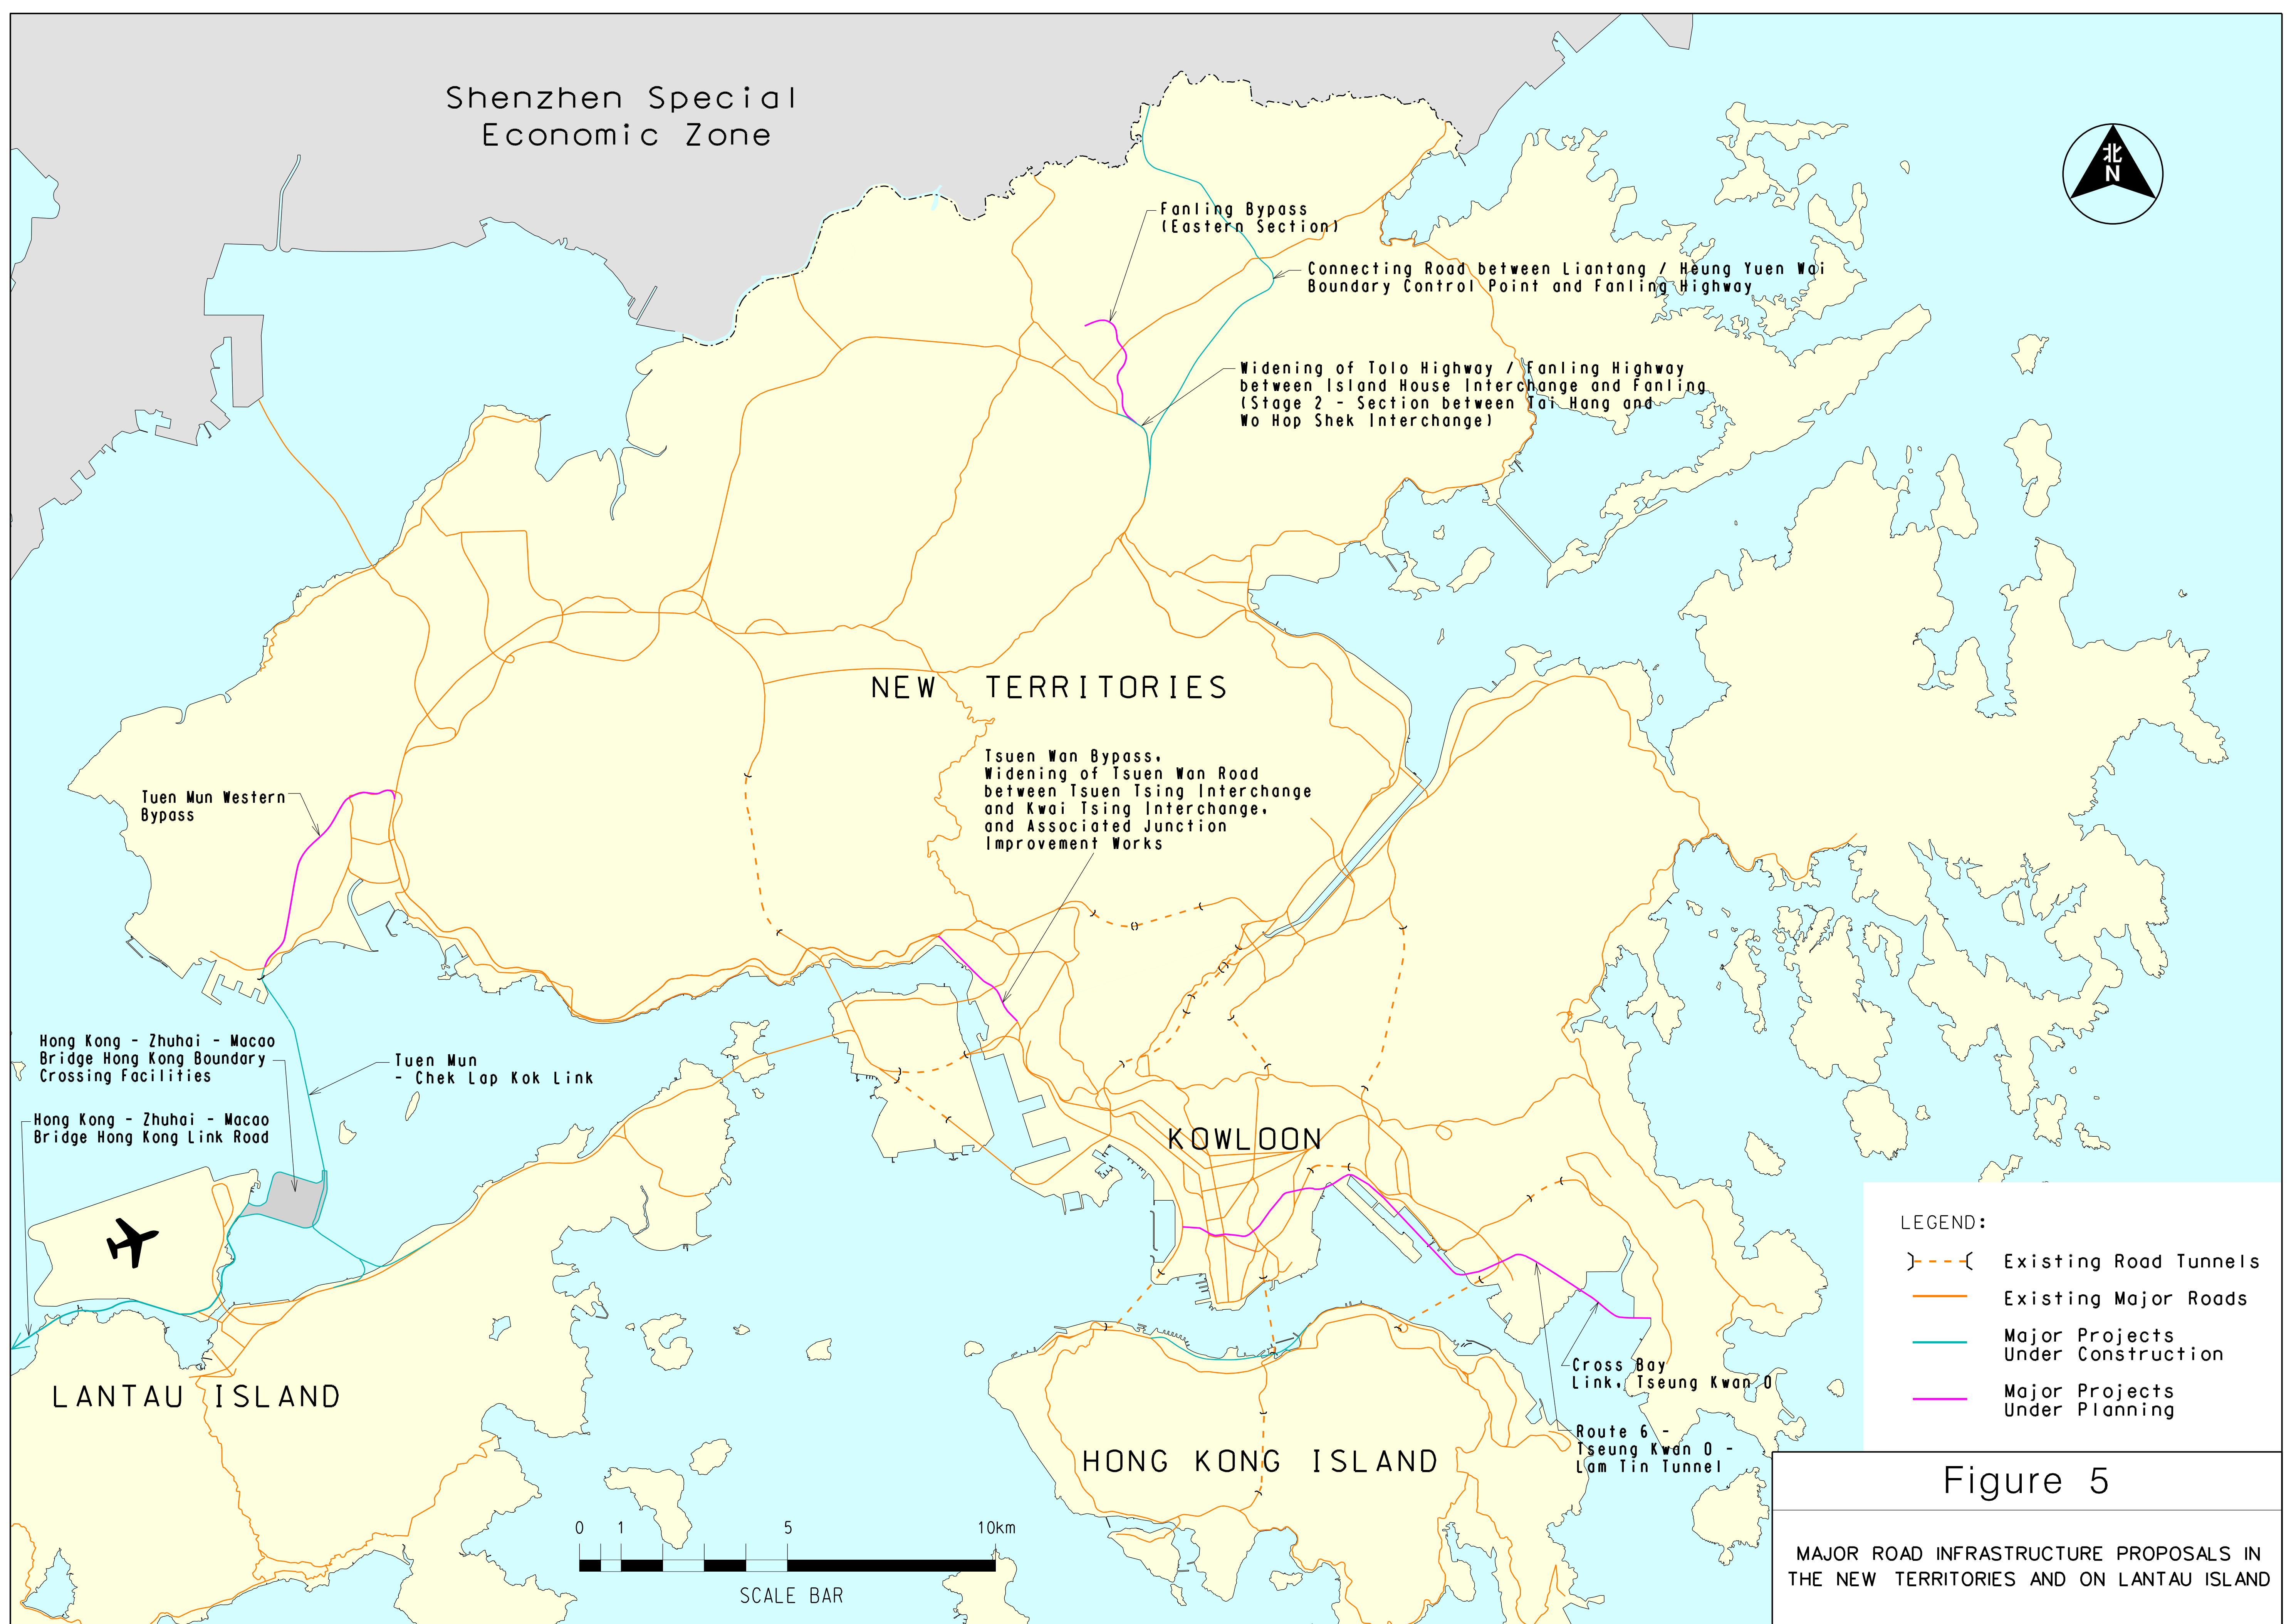 Shenzhen Special
Economic Zone
北
N
Fanling Bypass
(Eastern Section)
Connecting Road between Liantang / Heung Yuen Wai
Boundary Control Point and Fanling Highway
Widening of Tolo Highway / Fanling Highway
between Island House Interchange and Fanling
(Stage 2 - Section between Tai Hang and
Wo Hop Shek Interchange)
NEW TERRITORIES
Tsuen Wan Bypass,
Widening of Tsuen Wan Road
between Tsuen Tsing Interchange
and Kwai Tsing Interchange,
and Associated Junction
Improvement Works
Tuen Mun Western
Bypass
Hong Kong - Zhuhai - Macao
Bridge Hong Kong Boundary
Crossing Facilities
Tuen Mun
- Chek Lap Kok Link
Hong Kong - Zhuhai - Macao
Bridge Hong Kong Link Road
KOWLOON
LANTAU ISLAND
HONG KONG ISLAND
Cross Bay
Link, Tseung Kwan O
Route 6 -
Tseung Kwan O -
Lam Tin Tunnel
0 1 5 10km
SCALE BAR
LEGEND:
Existing Road Tunnels
Existing Major Roads
Major Projects
Under Construction
Major Projects
Under Planning
Figure 5
MAJOR ROAD INFRASTRUCTURE PROPOSALS IN
THE NEW TERRITORIES AND ON LANTAU ISLAND